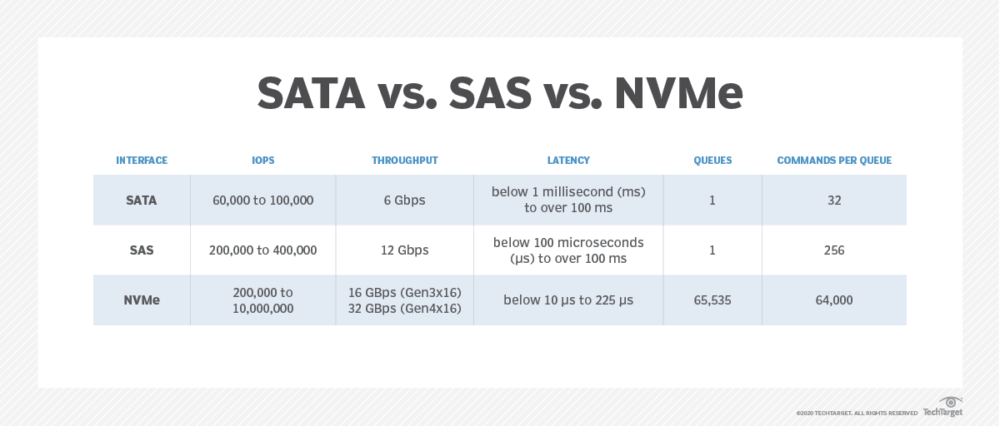 SATA vs. SAS vs. NVMe
INTERFACE IOPS THROUGHPUT LATENCY QUEUES COMMANDS PER QUEUE
SATA 60,000 to 100,000 6 Gbps below 1 millisecond (ms) to over 100 ms 1 32
SAS 200,000 to 400,000 12 Gbps below 100 microseconds (µs) to over 100 ms 1 256
NVMe 200,000 to 10,000,000 16 GBps (Gen3x16) 32 GBps (Gen4x16) below 10 µs to 225 µs 65,535 64,000
©2020 TECHTARGET. ALL RIGHTS RESERVED TechTarget